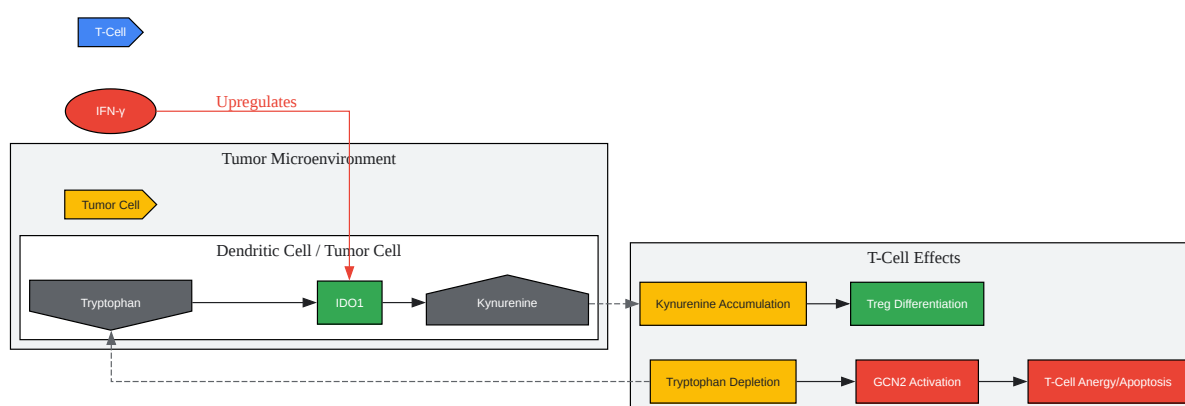 T-Cell
IFN-γ
Upregulates
Tumor Microenvironment
Tumor Cell
Dendritic Cell / Tumor Cell
Tryptophan
IDO1
Kynurenine
T-Cell Effects
Kynurenine Accumulation
Treg Differentiation
Tryptophan Depletion
GCN2 Activation
T-Cell Anergy/Apoptosis